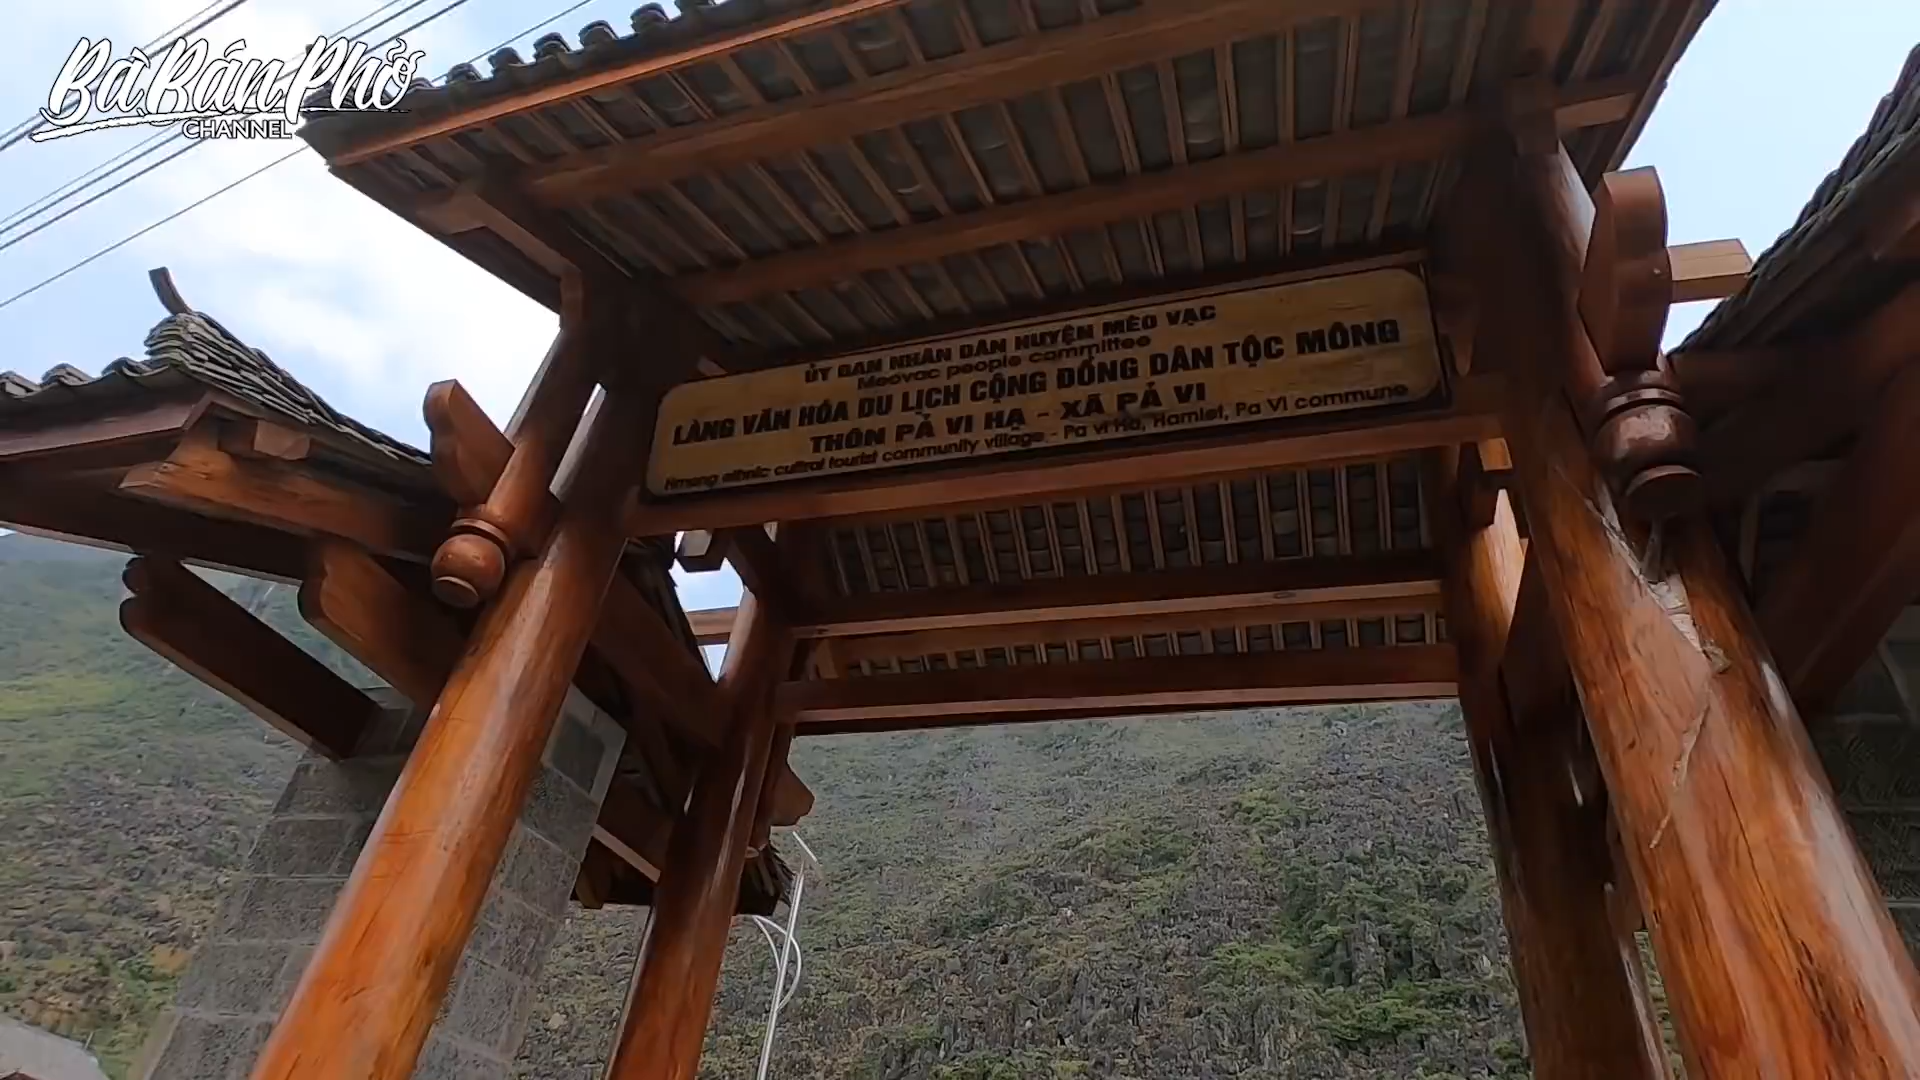 Bà Bán Phở
CHANNEL
ỦY BAN NHÂN DÂN HUYỆN MÈO VẠC
Meovac people committee
LÀNG VĂN HÓA DU LỊCH CỘNG ĐỒNG DÂN TỘC MÔNG
THÔN PẢ VI HẠ - XÃ PẢ VI
Hmong ethnic cultral tourist community village - Pa vi Ha, Hamlet, Pa Vi commune